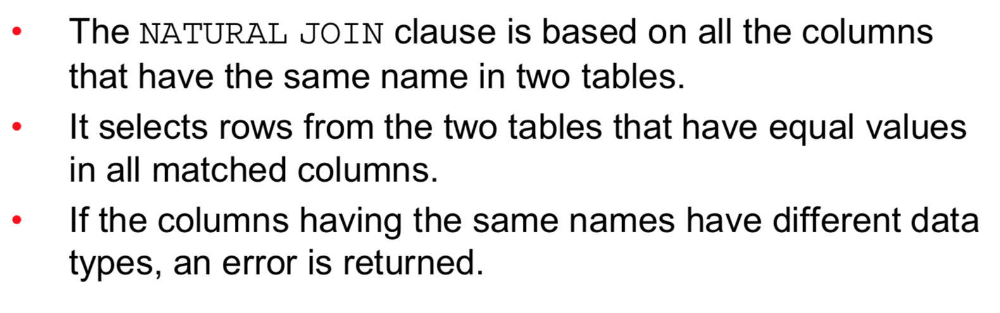 • The NATURAL JOIN clause is based on all the columns
that have the same name in two tables.
• It selects rows from the two tables that have equal values
in all matched columns.
• If the columns having the same names have different data
types, an error is returned.